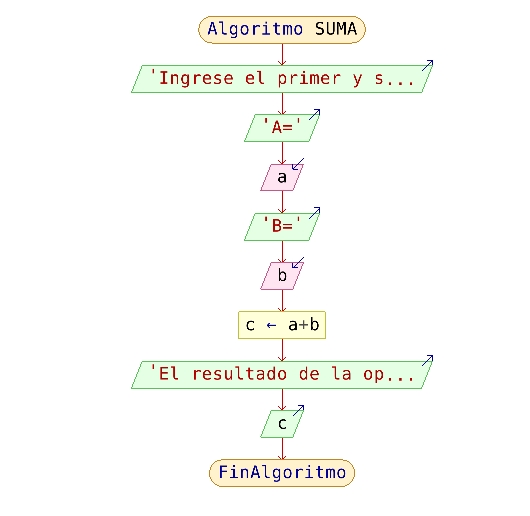 Algoritmo SUMA
'Ingrese el primer y s...
'A='
a
'B='
b
c ← a+b
'El resultado de la op...
c
FinAlgoritmo